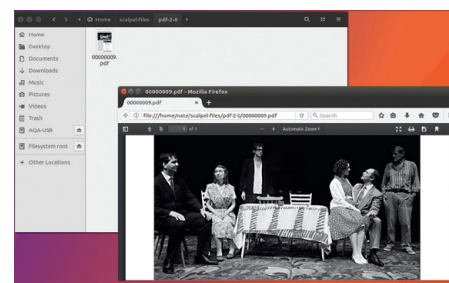 Home scalpel-files pdf-2-6
Home
Desktop
Documents
Downloads
Music
Pictures
Videos
Trash
AQA-USB
Filesystem root
Other Locations
00000009.
pdf
00000009.pdf - Mozilla Firefox
00000009.pdf
file:///home/nate/scalpel-files/pdf-2-6/00000009.pdf
Search
1 of 1
Automatic Zoom